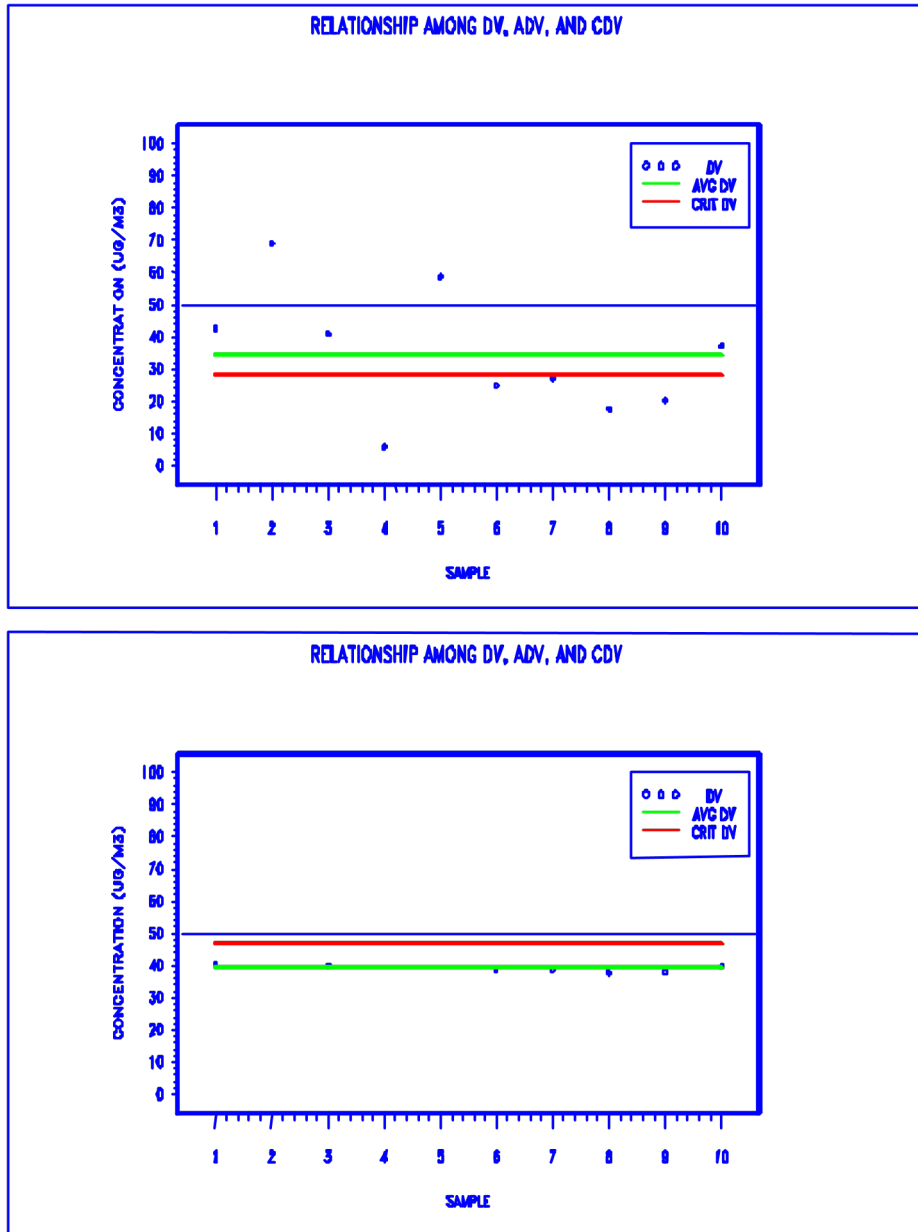 RELATIONSHIP AMONG DV, ADV, AND CDV
100
90
80
70
60
50
40
30
20
10
0
CONCENTRAT ON (UG/M3)
DV
AVG DV
CRIT DV
1 2 3 4 5 6 7 8 9 10
SAMPLE
RELATIONSHIP AMONG DV, ADV, AND CDV
100
90
80
70
60
50
40
30
20
10
0
CONCENTRATION (UG/M3)
DV
AVG DV
CRIT DV
1 2 3 4 5 6 7 8 9 10
SAMPLE